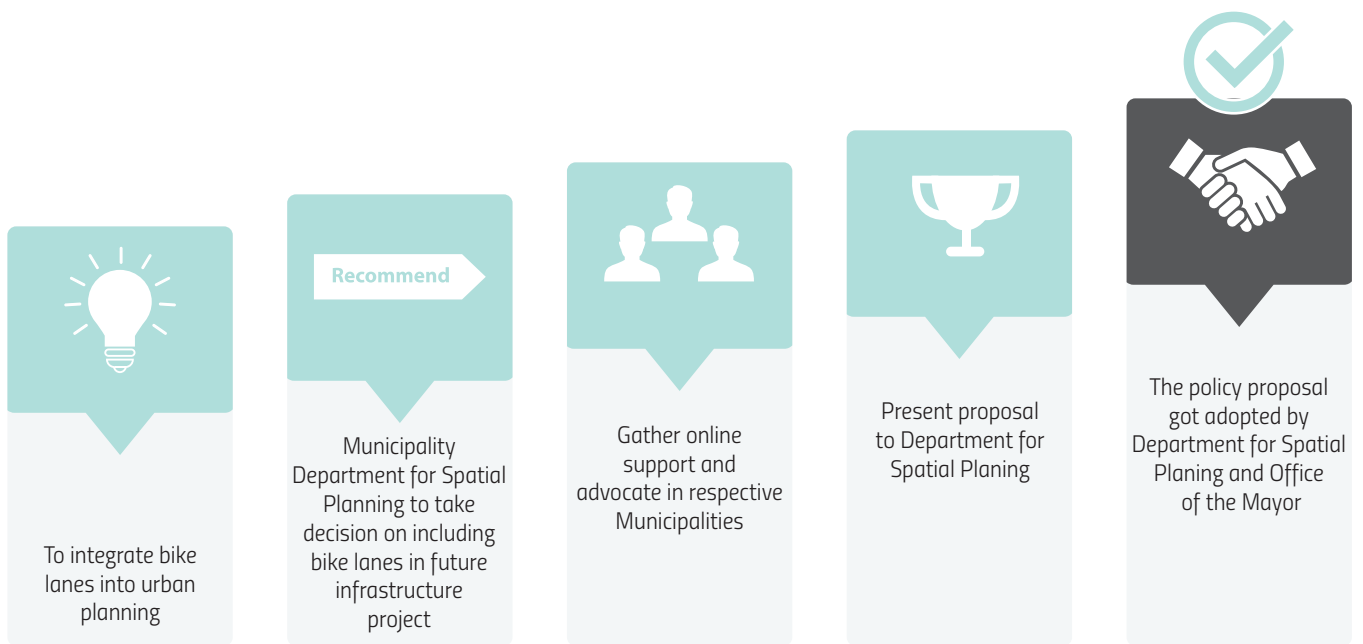 To integrate bike
lanes into urban
planning
Recommend
Municipality
Department for Spatial
Planning to take
decision on including
bike lanes in future
infrastructure
project
Gather online
support and
advocate in respective
Municipalities
Present proposal
to Department for
Spatial Planing
The policy proposal
got adopted by
Department for Spatial
Planing and Office
of the Mayor